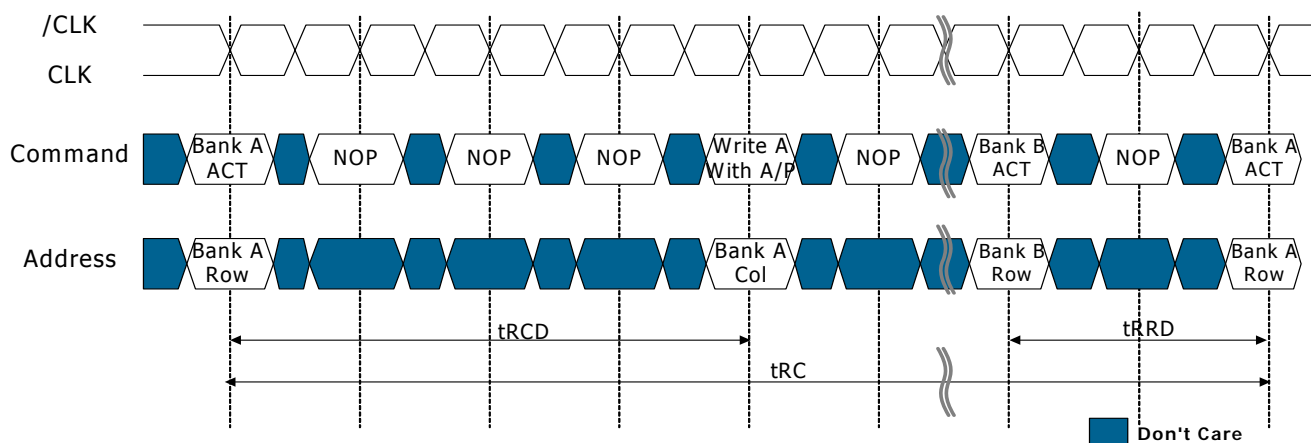 /CLK
CLK
Command
Bank A
ACT
NOP
NOP
NOP
Write A
With A/P
NOP
Bank B
ACT
NOP
Bank A
ACT
Address
Bank A
Row
Bank A
Col
Bank B
Row
Bank A
Row
tRCD
tRRD
tRC
Don't Care